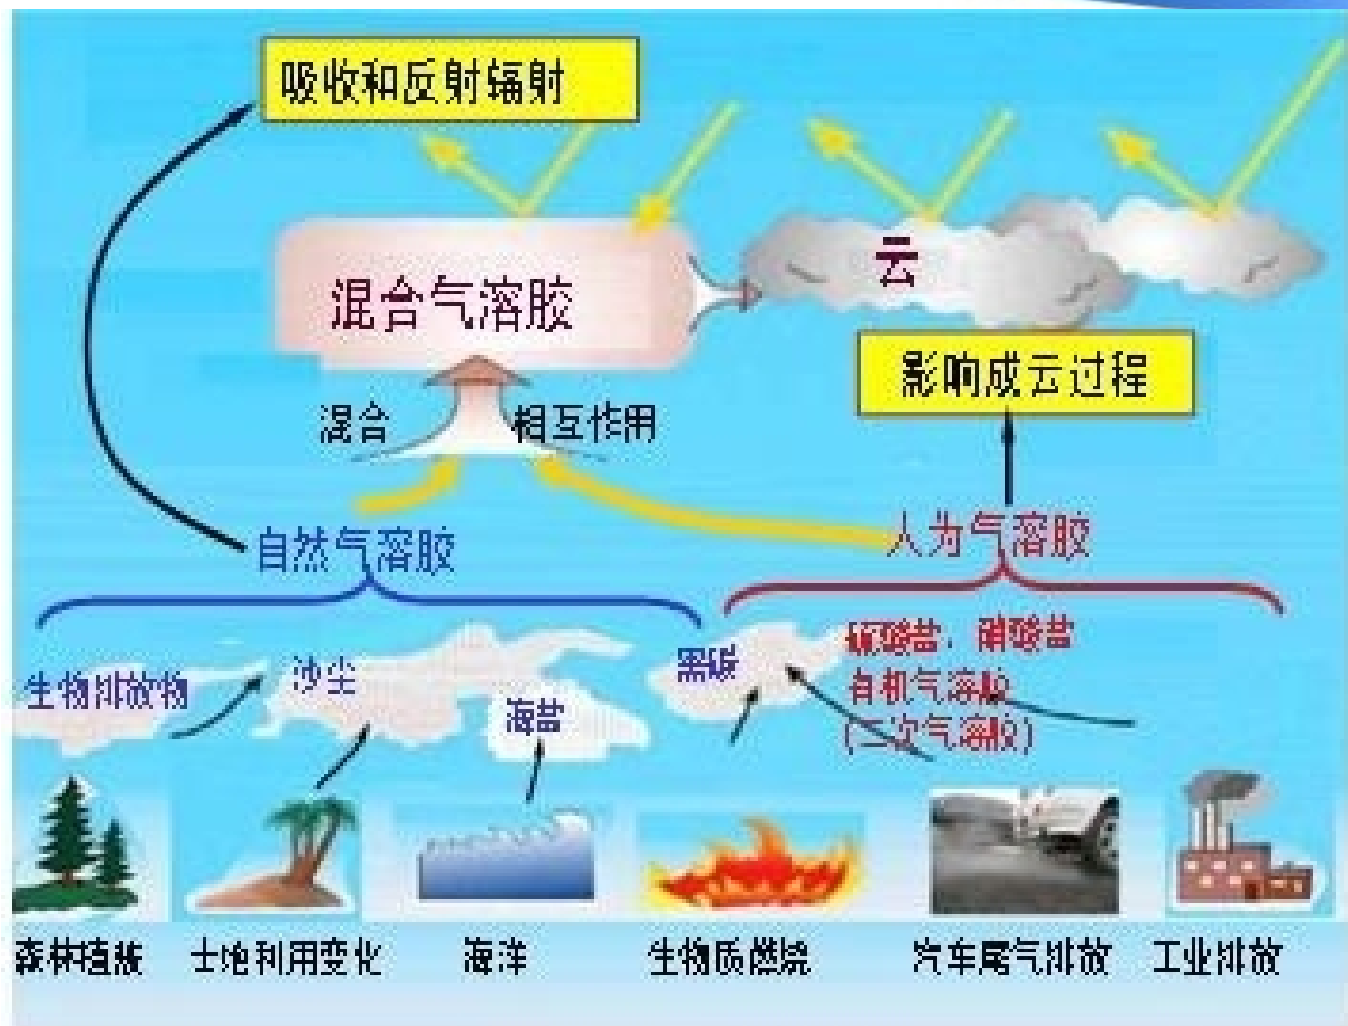 吸收和反射辐射
云
混合气溶胶
影响成云过程
混合
相互作用
自然气溶胶
人为气溶胶
生物排放物
沙尘
海盐
黑碳
硫酸盐、硝酸盐
有机气溶胶
(二次气溶胶)
森林植被
土地利用变化
海洋
生物质燃烧
汽车尾气排放
工业排放